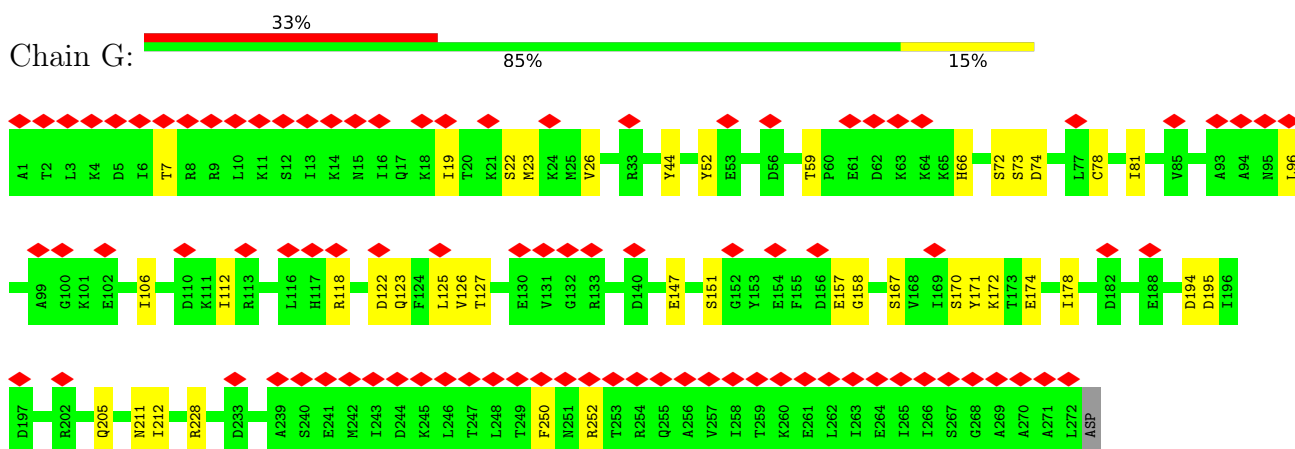 33%
Chain G:
85% 15%
A1 T2 L3 K4 D5 I6 T7 R8 R9 L10 K11 S12 I13 K14 N15 I16 Q17 K18 I19 T20 K21 S22 M23 K24 M25 V26 R33 Y44 Y52 E53 D56 T59 P60 E61 D62 K63 K64 K65 H66 S72 S73 D74 L77 C78 I81 V85 A93 A94 N95 L96
A99 G100 K101 E102 I106 D110 K111 I112 R113 L116 H117 R118 D122 Q123 F124 L125 V126 T127 E130 V131 G132 R133 D140 E147 S151 G152 Y153 E154 F155 D156 E157 G158 S167 V168 I169 S170 Y171 K172 T173 E174 I178 D182 E188 D194 D195 I196
D197 R202 Q205 N211 I212 R228 D233 A239 S240 E241 M242 I243 D244 K245 L246 T247 L248 T249 F250 N251 R252 T253 R254 Q255 A256 V257 I258 T259 K260 E261 L262 I263 E264 I265 I266 S267 G268 A269 A270 A271 L272 ASP